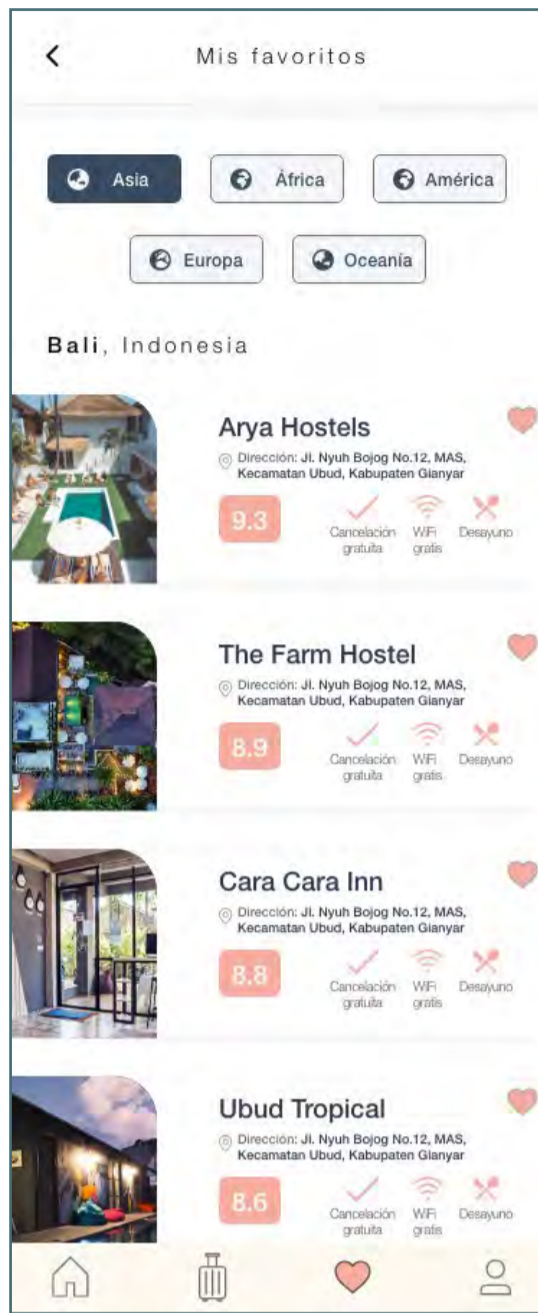 Mis favoritos
Asia
África
América
Europa
Oceanía
Bali, Indonesia
Arya Hostels
Dirección: Jl. Nyuh Bojog No.12, MAS,
Kecamatan Ubud, Kabupaten Gianyar
9.3
Cancelación WiFi Desayuno
gratuita gratis
The Farm Hostel
Dirección: Jl. Nyuh Bojog No.12, MAS,
Kecamatan Ubud, Kabupaten Gianyar
8.9
Cancelación WiFi Desayuno
gratuita gratis
Cara Cara Inn
Dirección: Jl. Nyuh Bojog No.12, MAS,
Kecamatan Ubud, Kabupaten Gianyar
8.8
Cancelación WiFi Desayuno
gratuita gratis
Ubud Tropical
Dirección: Jl. Nyuh Bojog No.12, MAS,
Kecamatan Ubud, Kabupaten Gianyar
8.6
Cancelación WiFi Desayuno
gratuita gratis